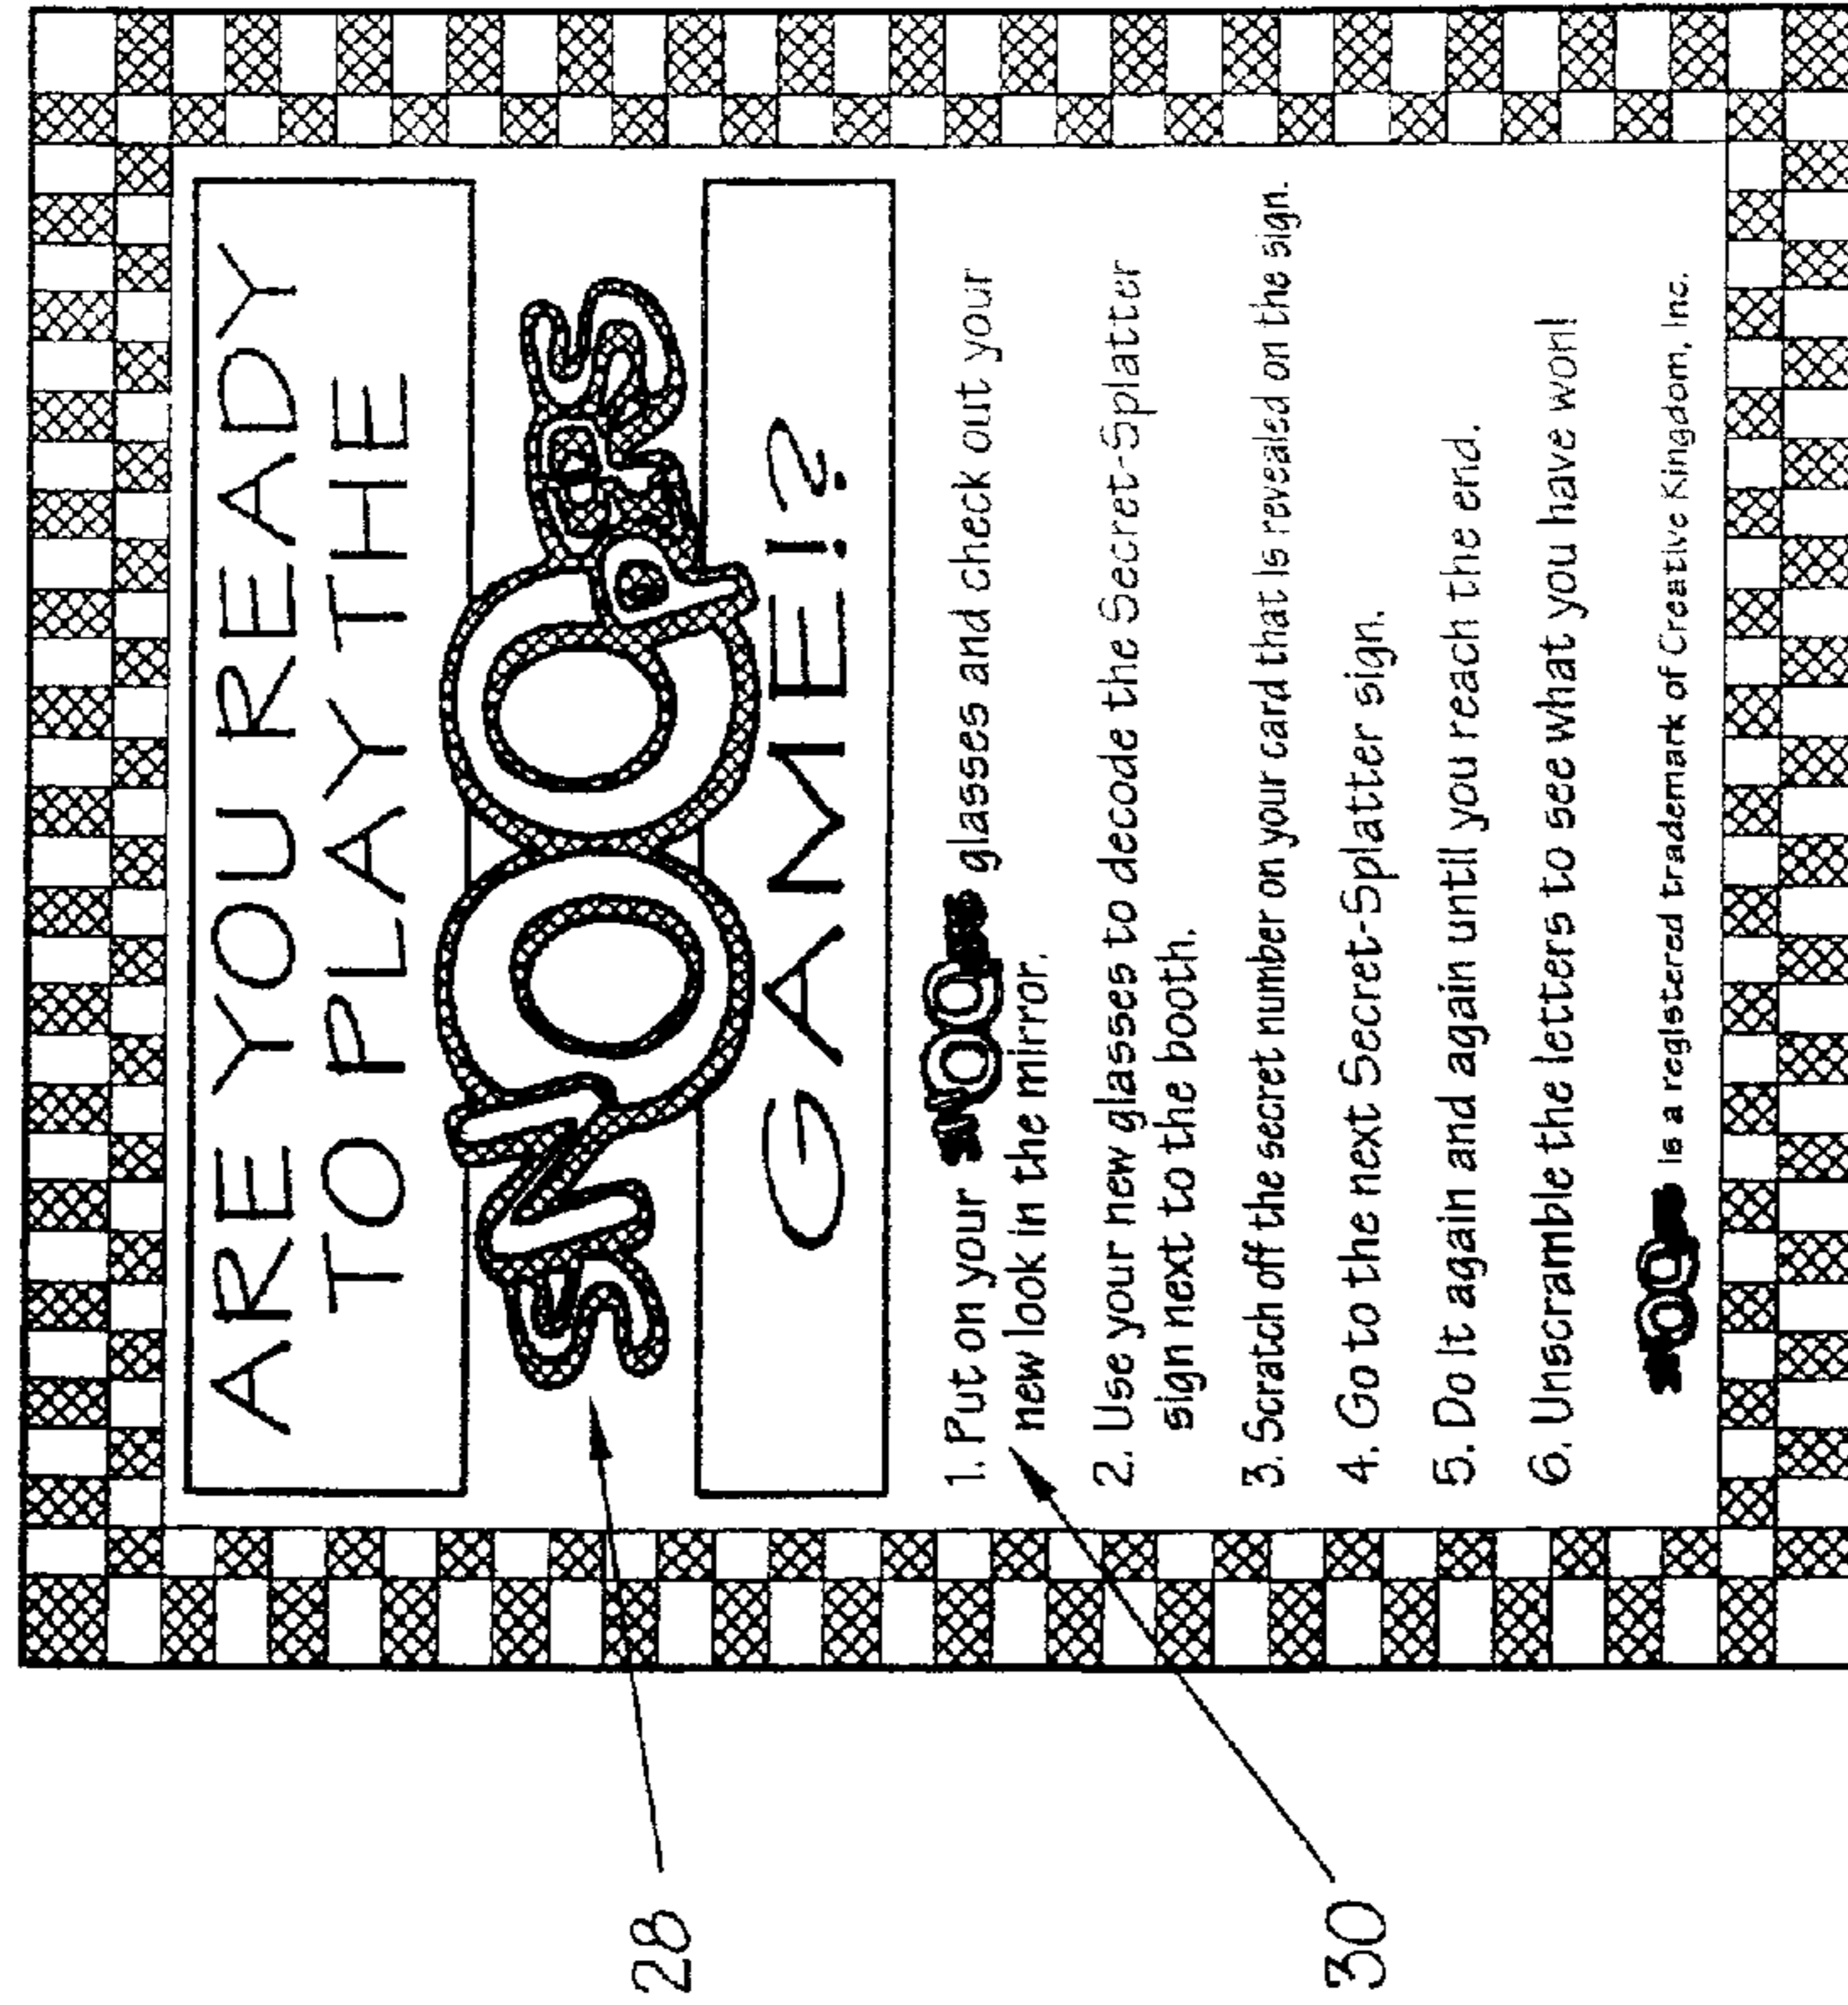 ARE YOU READY
TO PLAY THE
SNOOPERS
GAME!?
1. Put on your SNOOPERS glasses and check out your
new look in the mirror.
2. Use your new glasses to decode the Secret-Splatter
sign next to the booth.
3. Scratch off the secret number on your card that is revealed on the sign.
4. Go to the next Secret-Splatter sign.
5. Do it again and again until you reach the end.
6. Unscramble the letters to see what you have won!
SNOOPERS is a registered trademark of Creative Kingdom, Inc.
28
30